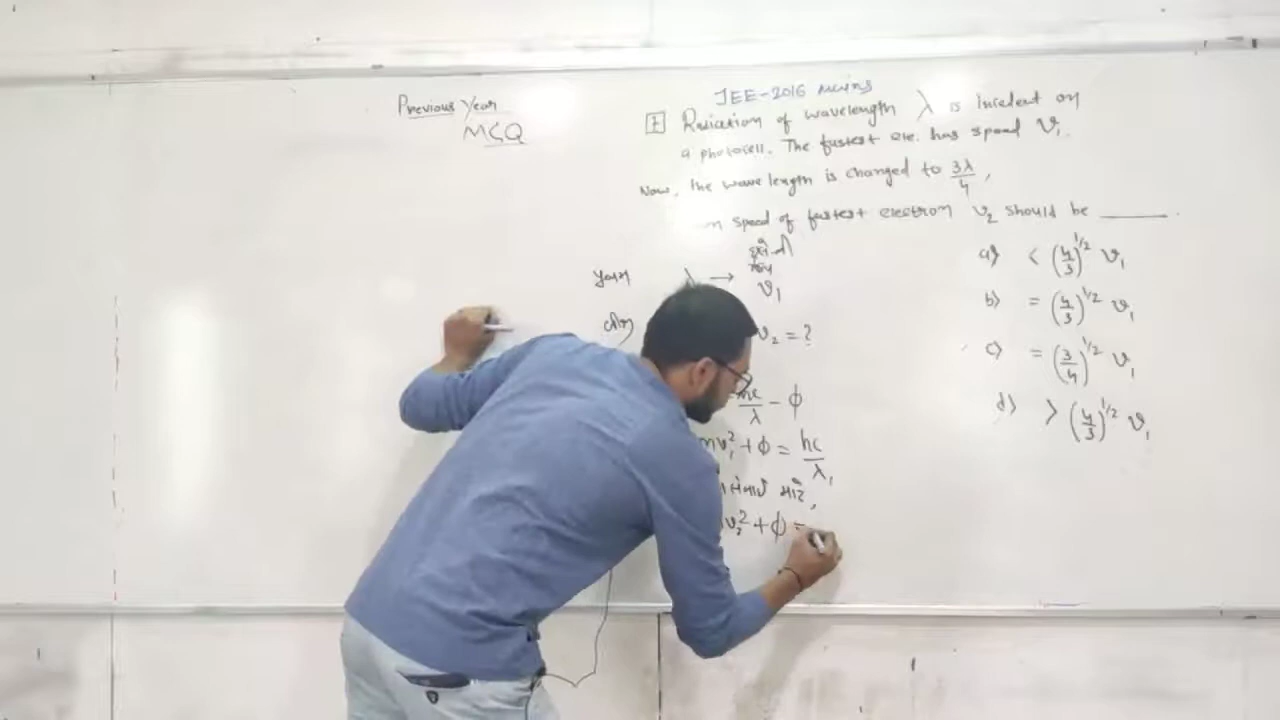 Previous Year
MCQ
JEE-2016 mains
1 Radiation of wavelength λ is incident on
a photocell. The fastest ele. has speed v₁.
Now, the wave length is changed to 3λ/4,
speed of fastest electron v₂ should be ______.
a) < (4/3)^1/2 v₁
b) = (4/3)^1/2 v₁
c) = (3/4)^1/2 v₁
d) > (4/3)^1/2 v₁
λ →
v₁
v₂ = ?
hc/λ - ϕ
mv₁² + ϕ = hc/λ₁
માટે,
v₂² + ϕ =